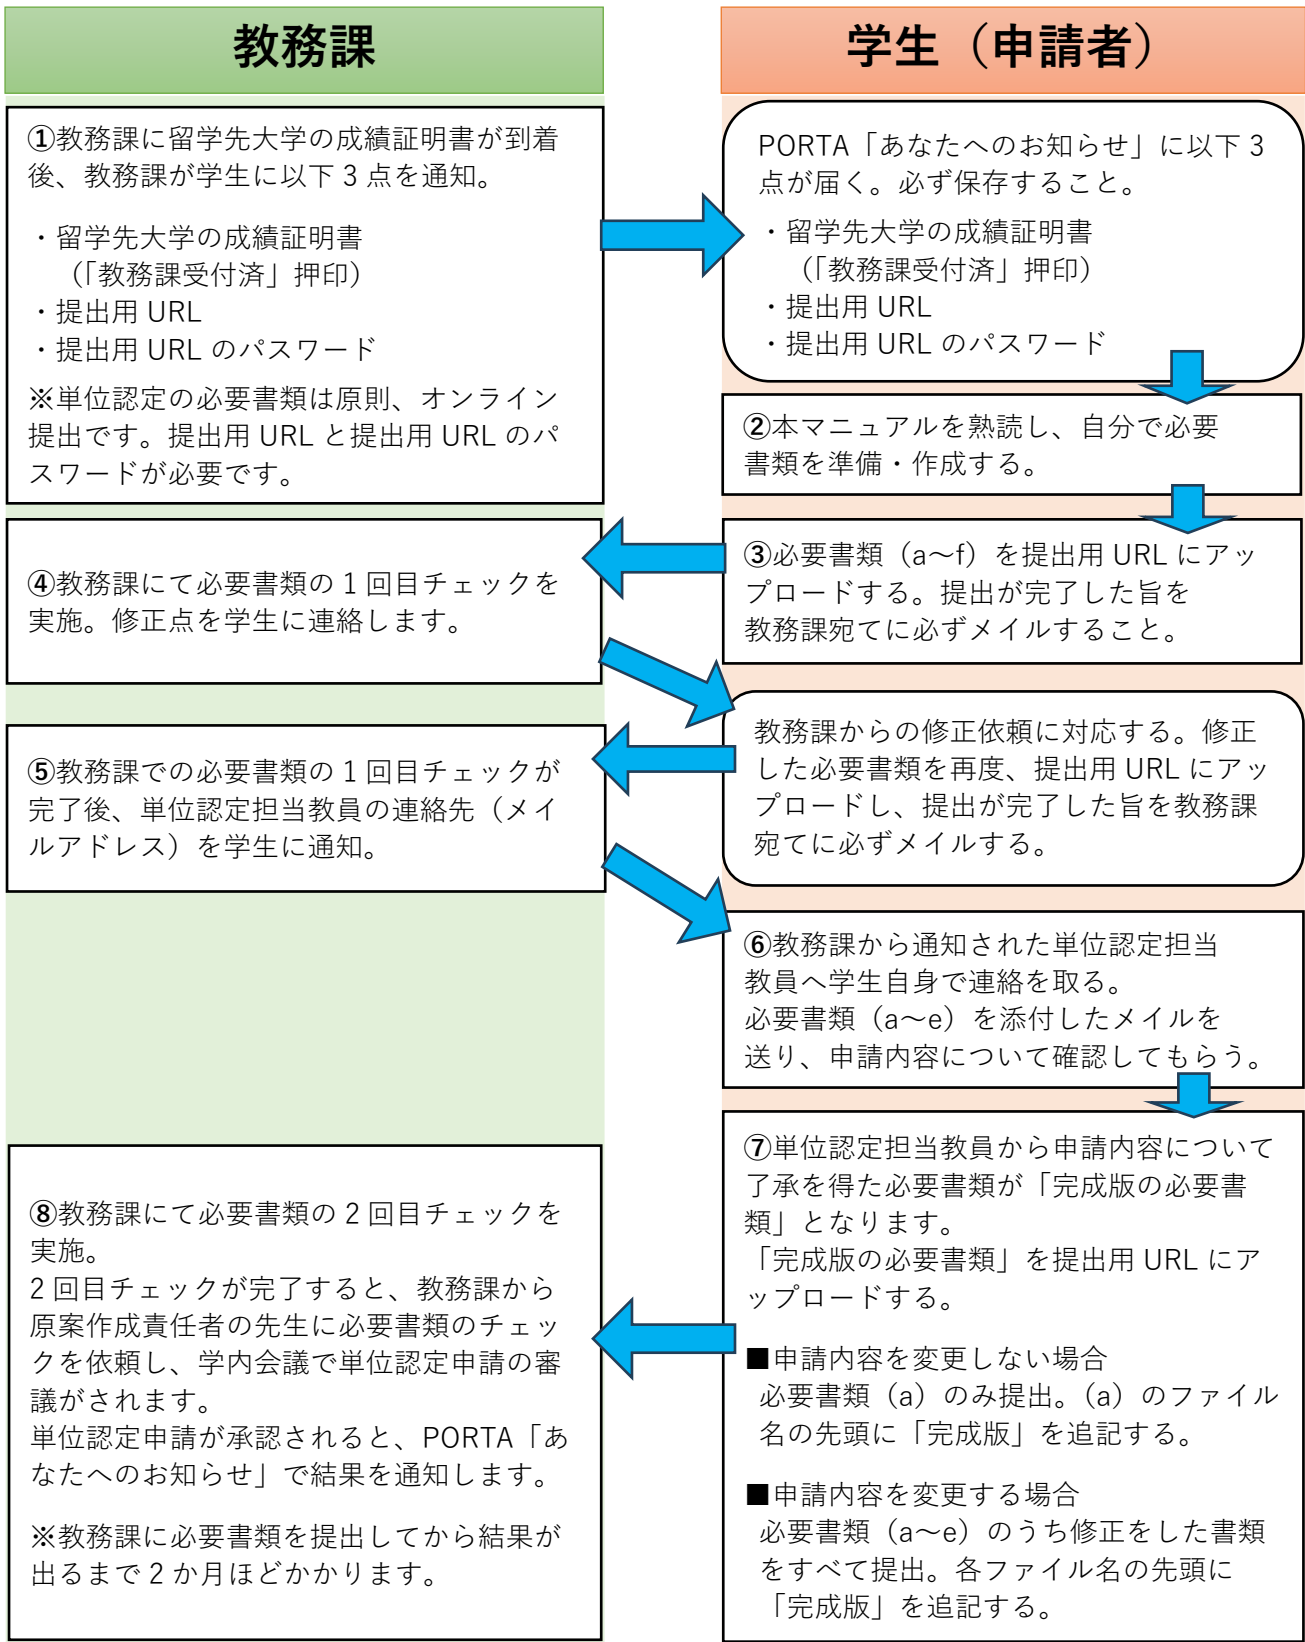 教務課
学生（申請者）
①教務課に留学先大学の成績証明書が到着
後、教務課が学生に以下 3 点を通知。
・留学先大学の成績証明書
（「教務課受付済」押印）
・提出用 URL
・提出用 URL のパスワード
※単位認定の必要書類は原則、オンライン
提出です。提出用 URL と提出用 URL のパ
スワードが必要です。
PORTA「あなたへのお知らせ」に以下 3
点が届く。必ず保存すること。
・留学先大学の成績証明書
（「教務課受付済」押印）
・提出用 URL
・提出用 URL のパスワード
②本マニュアルを熟読し、自分で必要
書類を準備・作成する。
③必要書類（a～f）を提出用 URL にアッ
プロードする。提出が完了した旨を
教務課宛てに必ずメイルすること。
④教務課にて必要書類の 1 回目チェックを
実施。修正点を学生に連絡します。
教務課からの修正依頼に対応する。修正
した必要書類を再度、提出用 URL にアッ
プロードし、提出が完了した旨を教務課
宛てに必ずメイルする。
⑤教務課での必要書類の 1 回目チェックが
完了後、単位認定担当教員の連絡先（メイ
ルアドレス）を学生に通知。
⑥教務課から通知された単位認定担当
教員へ学生自身で連絡を取る。
必要書類（a～e）を添付したメイルを
送り、申請内容について確認してもらう。
⑦単位認定担当教員から申請内容について
了承を得た必要書類が「完成版の必要書
類」となります。
「完成版の必要書類」を提出用 URL にア
ップロードする。
■申請内容を変更しない場合
必要書類（a）のみ提出。（a）のファイル
名の先頭に「完成版」を追記する。
■申請内容を変更する場合
必要書類（a～e）のうち修正をした書類
をすべて提出。各ファイル名の先頭に
「完成版」を追記する。
⑧教務課にて必要書類の 2 回目チェックを
実施。
2 回目チェックが完了すると、教務課から
原案作成責任者の先生に必要書類のチェッ
クを依頼し、学内会議で単位認定申請の審
議がされます。
単位認定申請が承認されると、PORTA「あ
なたへのお知らせ」で結果を通知します。
※教務課に必要書類を提出してから結果が
出るまで 2 か月ほどかかります。